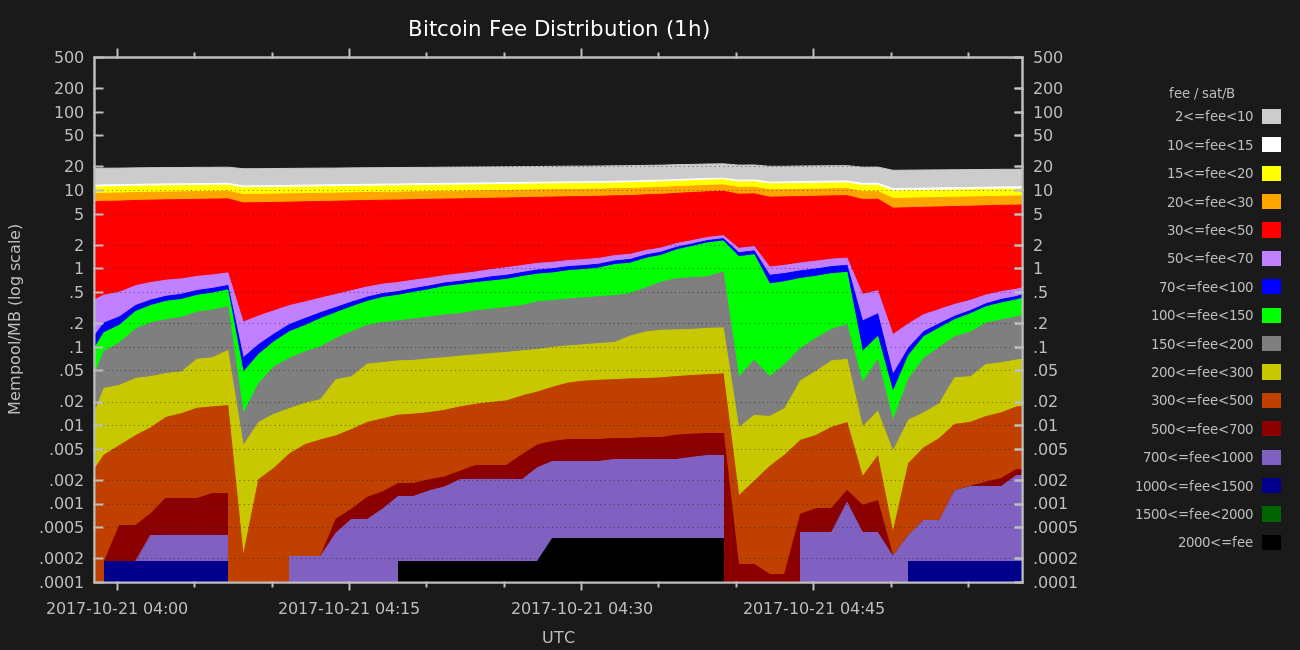 Bitcoin Fee Distribution (1h)
Mempool/MB (log scale)
500
200
100
50
20
10
5
2
1
.5
.2
.1
.05
.02
.01
.005
.002
.001
.0005
.0002
.0001
500
200
100
50
20
10
5
2
1
.5
.2
.1
.05
.02
.01
.005
.002
.001
.0005
.0002
.0001
2017-10-21 04:00
2017-10-21 04:15
2017-10-21 04:30
2017-10-21 04:45
UTC
fee / sat/B
2<=fee<10
10<=fee<15
15<=fee<20
20<=fee<30
30<=fee<50
50<=fee<70
70<=fee<100
100<=fee<150
150<=fee<200
200<=fee<300
300<=fee<500
500<=fee<700
700<=fee<1000
1000<=fee<1500
1500<=fee<2000
2000<=fee